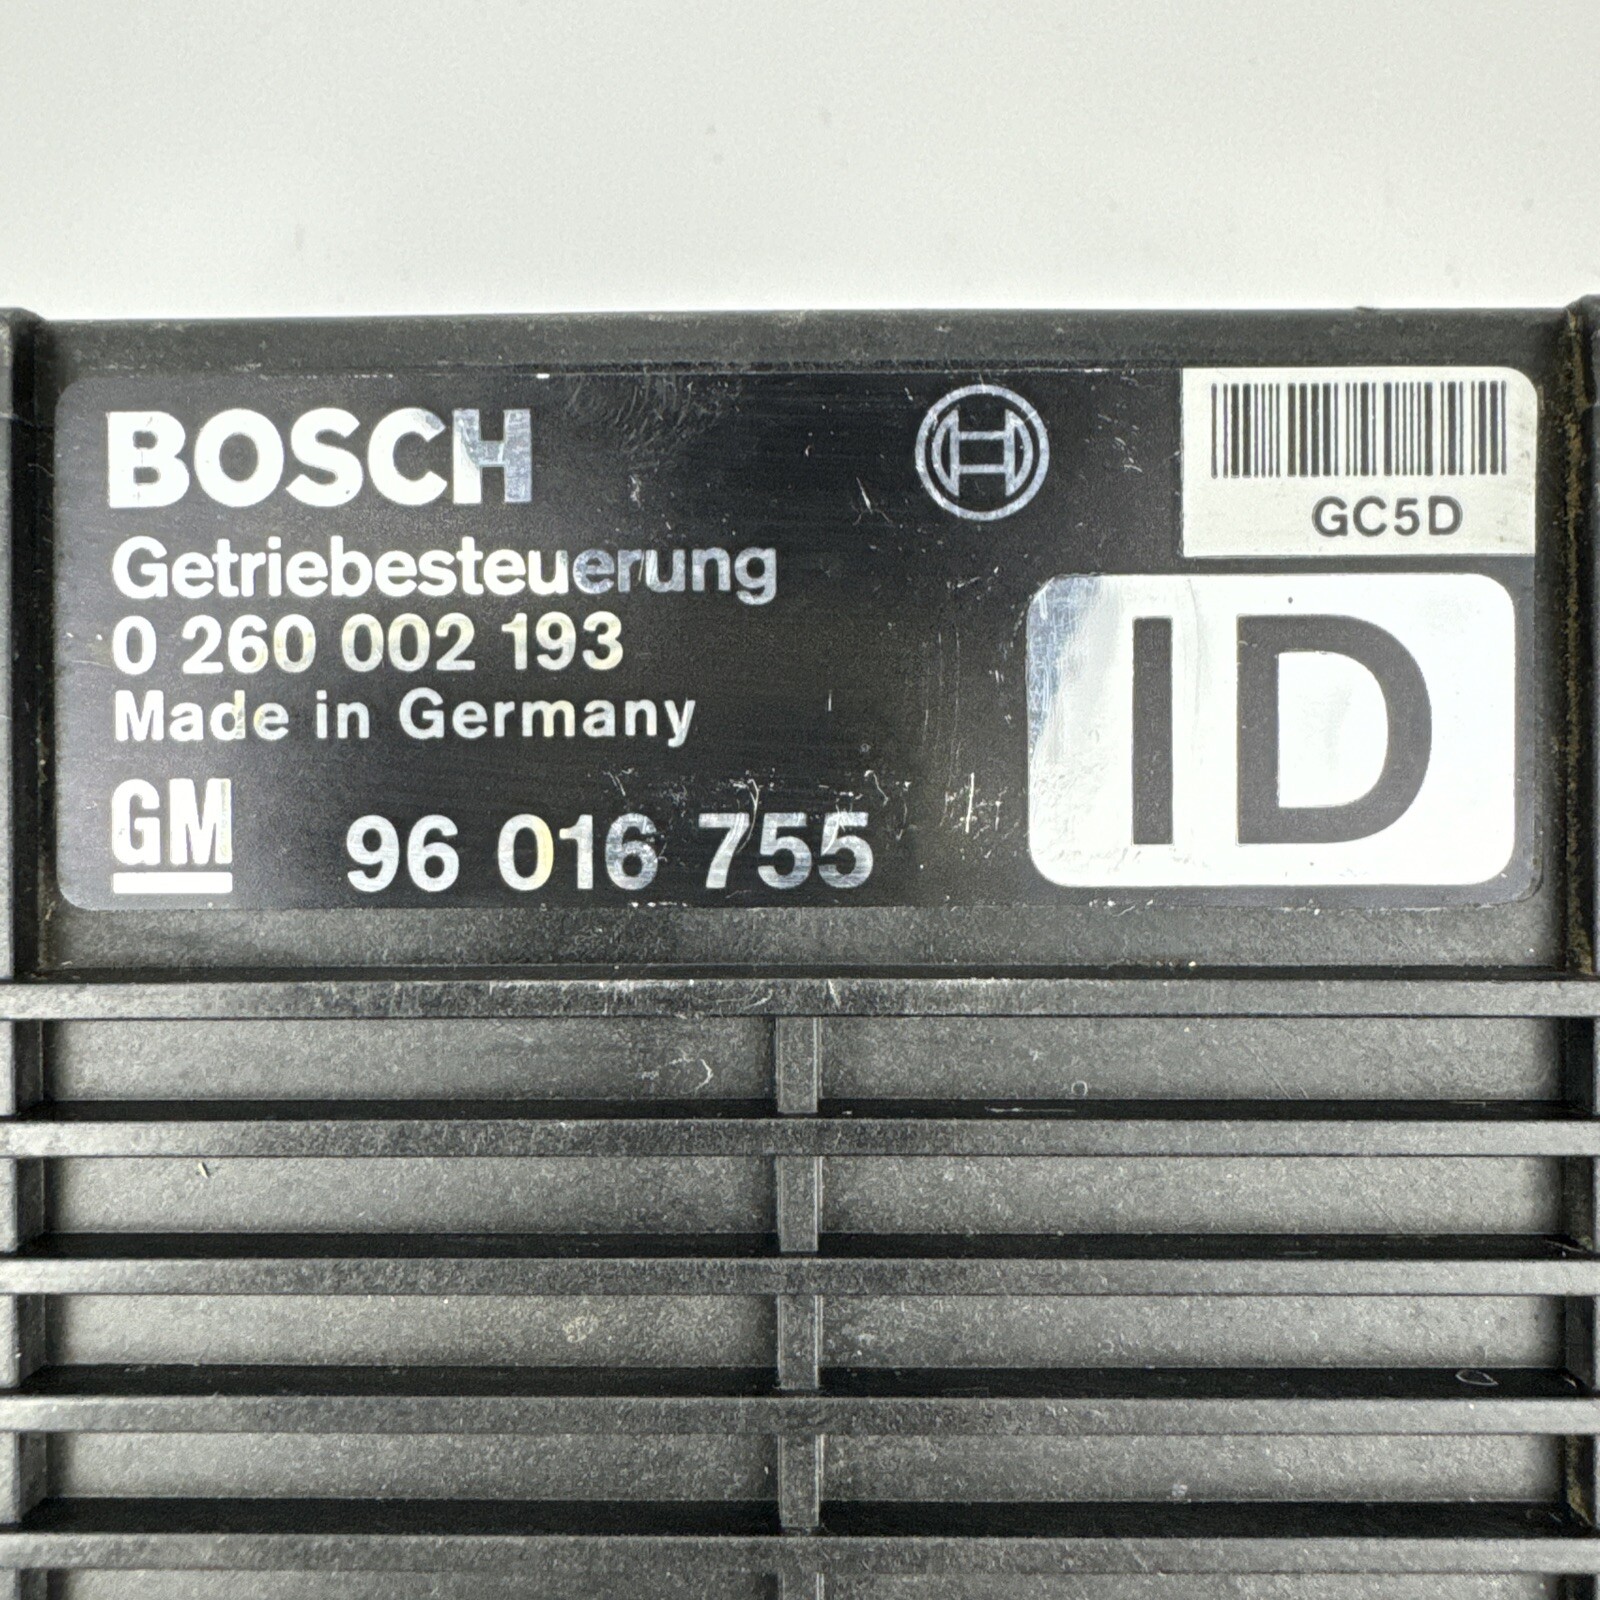 BOSCH
GC5D
Getriebesteuerung
0 260 002 193
Made in Germany
ID
GM
96 016 755